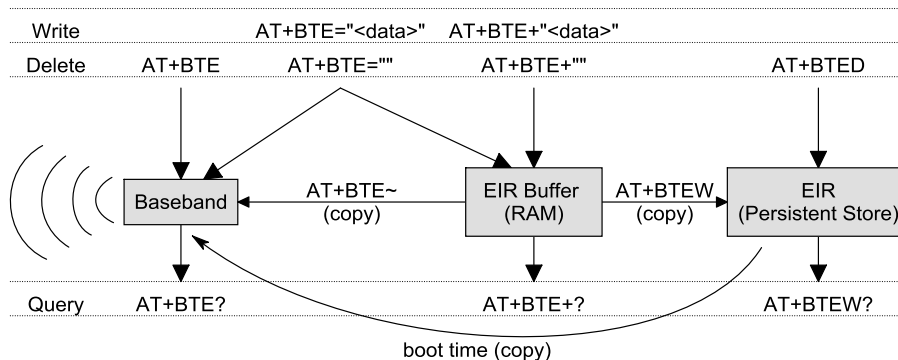 Write AT+BTE="<data>" AT+BTE+"<data>"
Delete AT+BTE AT+BTE="" AT+BTE+"" AT+BTED
Baseband
AT+BTE~
(copy)
EIR Buffer
(RAM)
AT+BTEW
(copy)
EIR
(Persistent Store)
Query AT+BTE? AT+BTE+? AT+BTEW?
boot time (copy)